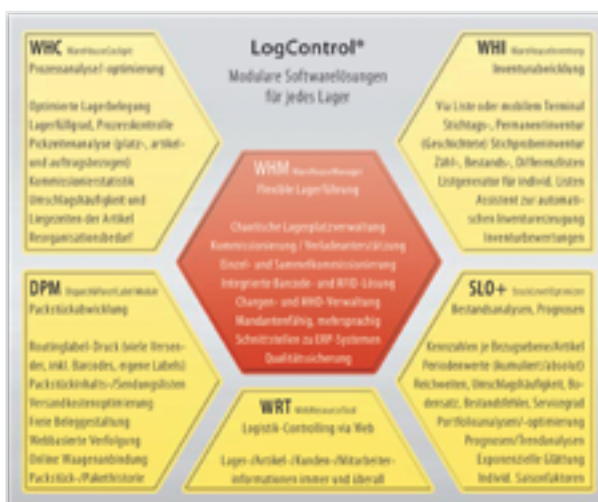 LogControl®
Modulare Softwarelösungen
für jedes Lager
WHC WareHouseCockpit
Prozessanalyse/-optimierung
Optimierte Lagerbelegung
Lagerfüllgrad, Prozesskontrolle
Pickzeitenanalyse (platz-, artikel-
und auftragsbezogen)
Kommissionierstatistik
Umschlagshäufigkeit und
Liegezeiten der Artikel
Reorganisationsbedarf
WHI WareHouseInventory
Inventurabwicklung
Via Liste oder mobilem Terminal
Stichtags-, Permanentinventur
(Geschichtete) Stichprobeninventur
Zähl-, Bestands-, Differenzlisten
Listgenerator für individ. Listen
Assistent zur automati-
schen Inventurerzeugung
Inventurbewertungen
WHM WareHouseManager
Flexible Lagerführung
Chaotische Lagerplatzverwaltung
Kommissionierung / Verladeunterstützung
Einzel- und Sammelkommissionierung
Integrierte Barcode- und RFID-Lösung
Chargen- und MHD-Verwaltung
Mandantenfähig, mehrsprachig
Schnittstellen zu ERP-Systemen
Qualitätssicherung
DPM
Packstückabwicklung
Routinglabel-Druck (viele Versen-
der, inkl. Barcodes, eigene Labels)
Packstückinhalts-/Sendungslisten
Versandkostenoptimierung
Freie Beleggestaltung
Webbasierte Verfolgung
Online Waagenanbindung
Packstück-/Pakethistorie
SLO+
Bestandsanalysen, Prognosen
Kennzahlen je Bezugsebene/Artikel
Periodenwerte (kumuliert/absolut)
Reichweiten, Umschlagshäufigkeit, Bo-
densatz, Bestandsfehler, Servicegrad
Portfolioanalysen/-optimierung
Prognosen/Trendanalysen
Exponenzielle Glättung
Individ. Saisonfaktoren
WRT WebResourceTool
Logistik-Controlling via Web
Lager-/Artikel-/Kunden-/Mitarbeiter-
informationen immer und überall